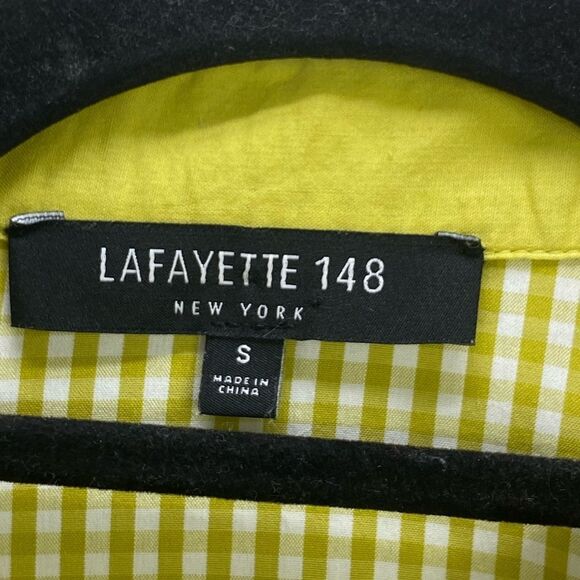 LAFAYETTE 148
NEW YORK
S
MADE IN
CHINA